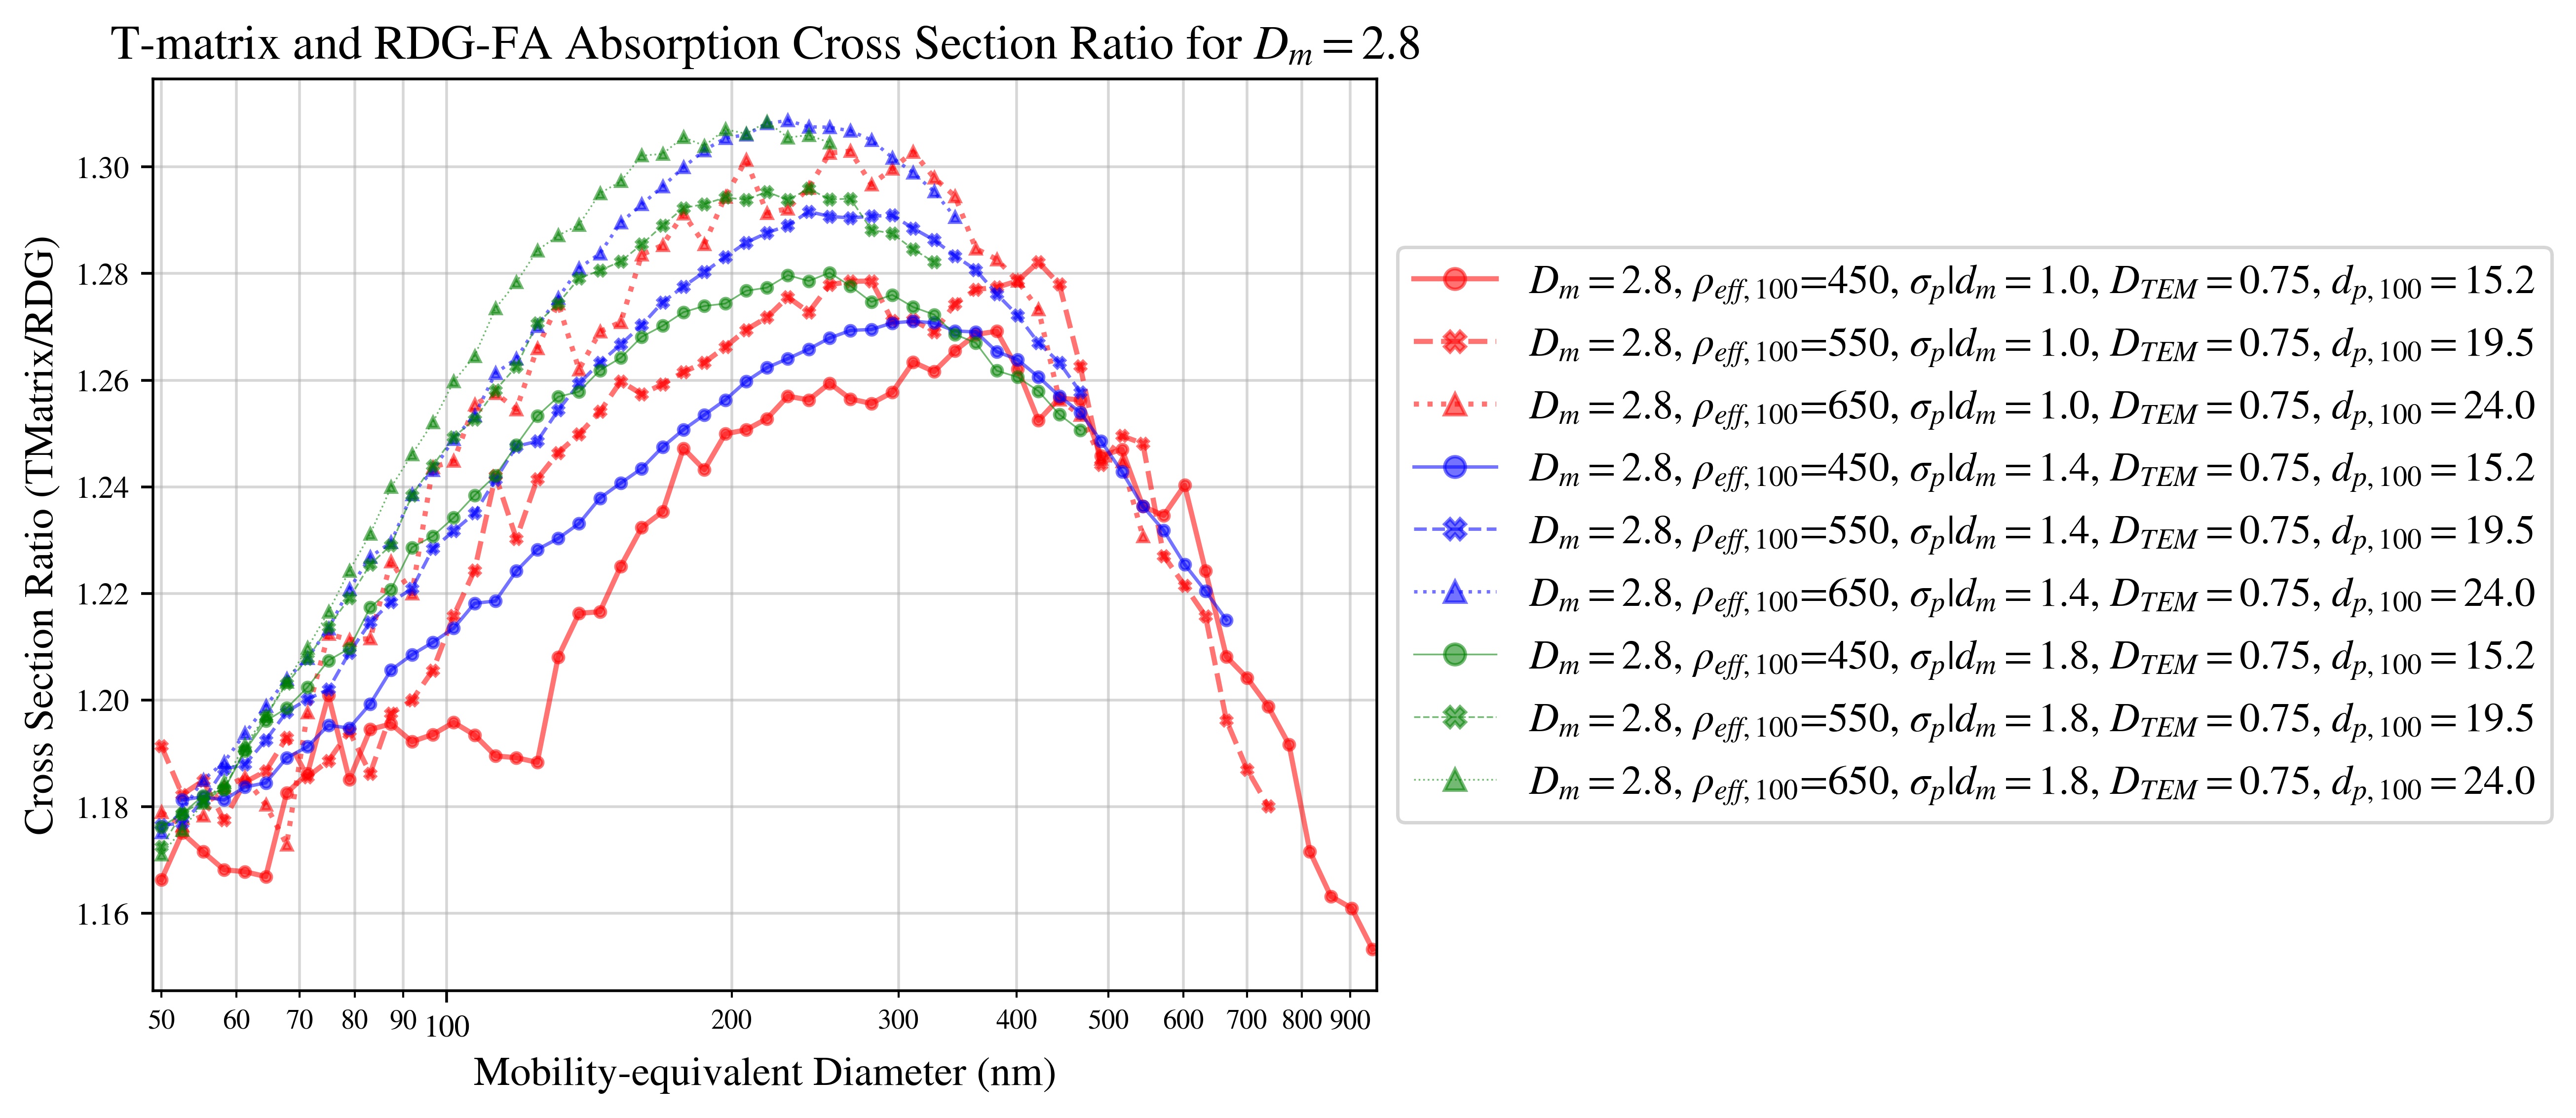 T-matrix and RDG-FA Absorption Cross Section Ratio for D_m = 2.8
Cross Section Ratio (TMatrix/RDG)
1.30
1.28
1.26
1.24
1.22
1.20
1.18
1.16
50 60 70 80 90 100 200 300 400 500 600 700 800 900
Mobility-equivalent Diameter (nm)
D_m = 2.8, ρ_eff,100=450, σ_p|d_m = 1.0, D_TEM = 0.75, d_p,100 = 15.2
D_m = 2.8, ρ_eff,100=550, σ_p|d_m = 1.0, D_TEM = 0.75, d_p,100 = 19.5
D_m = 2.8, ρ_eff,100=650, σ_p|d_m = 1.0, D_TEM = 0.75, d_p,100 = 24.0
D_m = 2.8, ρ_eff,100=450, σ_p|d_m = 1.4, D_TEM = 0.75, d_p,100 = 15.2
D_m = 2.8, ρ_eff,100=550, σ_p|d_m = 1.4, D_TEM = 0.75, d_p,100 = 19.5
D_m = 2.8, ρ_eff,100=650, σ_p|d_m = 1.4, D_TEM = 0.75, d_p,100 = 24.0
D_m = 2.8, ρ_eff,100=450, σ_p|d_m = 1.8, D_TEM = 0.75, d_p,100 = 15.2
D_m = 2.8, ρ_eff,100=550, σ_p|d_m = 1.8, D_TEM = 0.75, d_p,100 = 19.5
D_m = 2.8, ρ_eff,100=650, σ_p|d_m = 1.8, D_TEM = 0.75, d_p,100 = 24.0